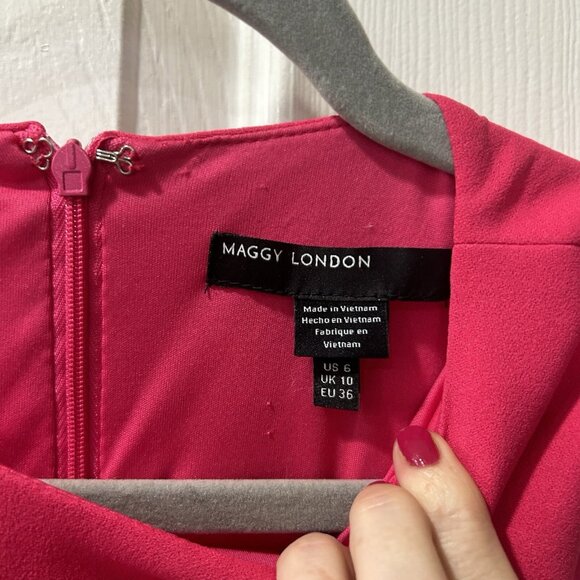 MAGGY LONDON
Made in Vietnam
Hecho en Vietnam
Fabrique en
Vietnam
US 6
UK 10
EU 36